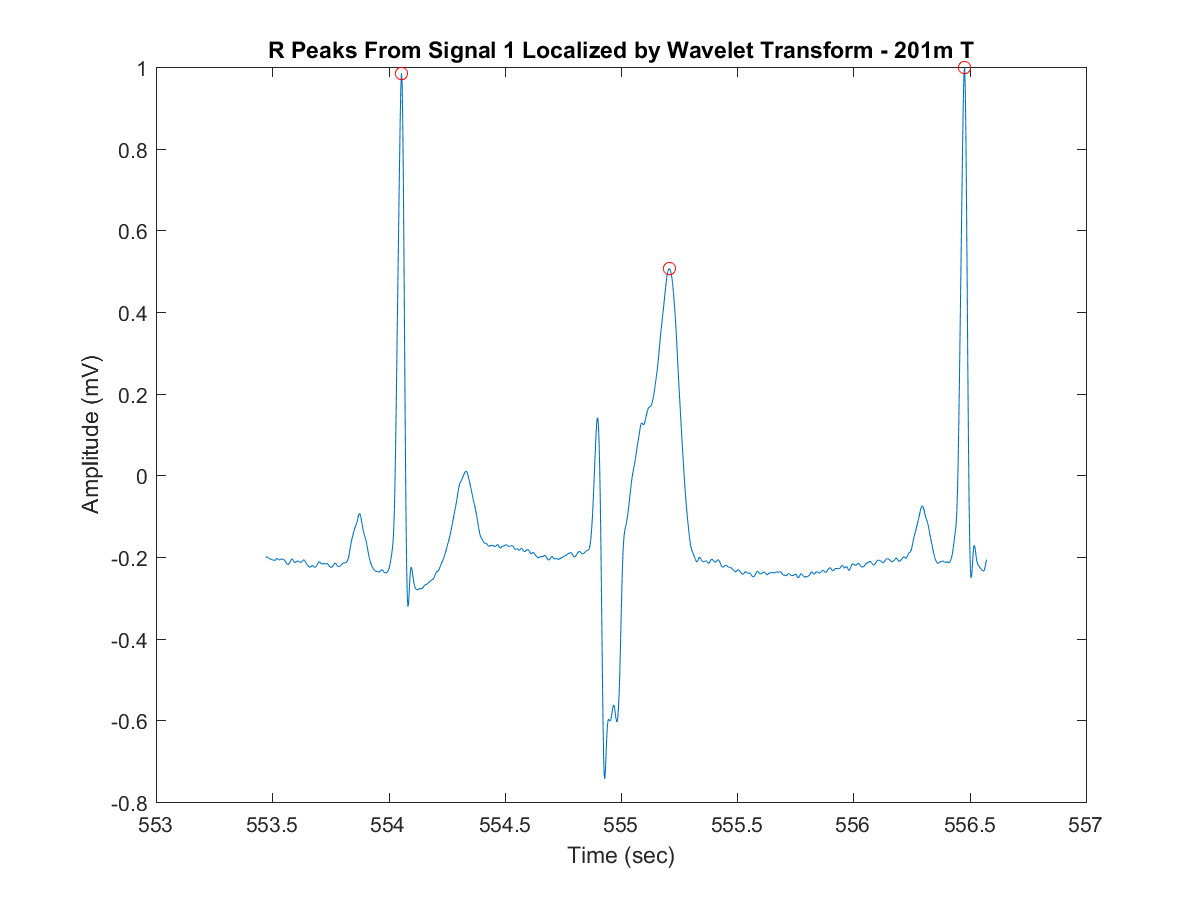 R Peaks From Signal 1 Localized by Wavelet Transform - 201m T
1
0.8
0.6
0.4
0.2
0
-0.2
-0.4
-0.6
-0.8
Amplitude (mV)
553 553.5 554 554.5 555 555.5 556 556.5 557
Time (sec)